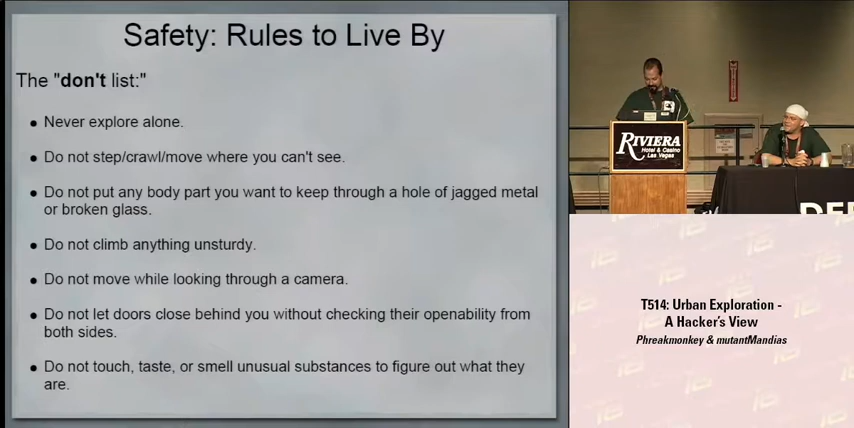 Safety: Rules to Live By
The "don't list:"
● Never explore alone.
● Do not step/crawl/move where you can't see.
● Do not put any body part you want to keep through a hole of jagged metal
or broken glass.
● Do not climb anything unsturdy.
● Do not move while looking through a camera.
● Do not let doors close behind you without checking their openability from
both sides.
● Do not touch, taste, or smell unusual substances to figure out what they
are.
RIVIERA
Hotel & Casino
Las Vegas
DEF
T514: Urban Exploration -
A Hacker's View
Phreakmonkey & mutantMandias